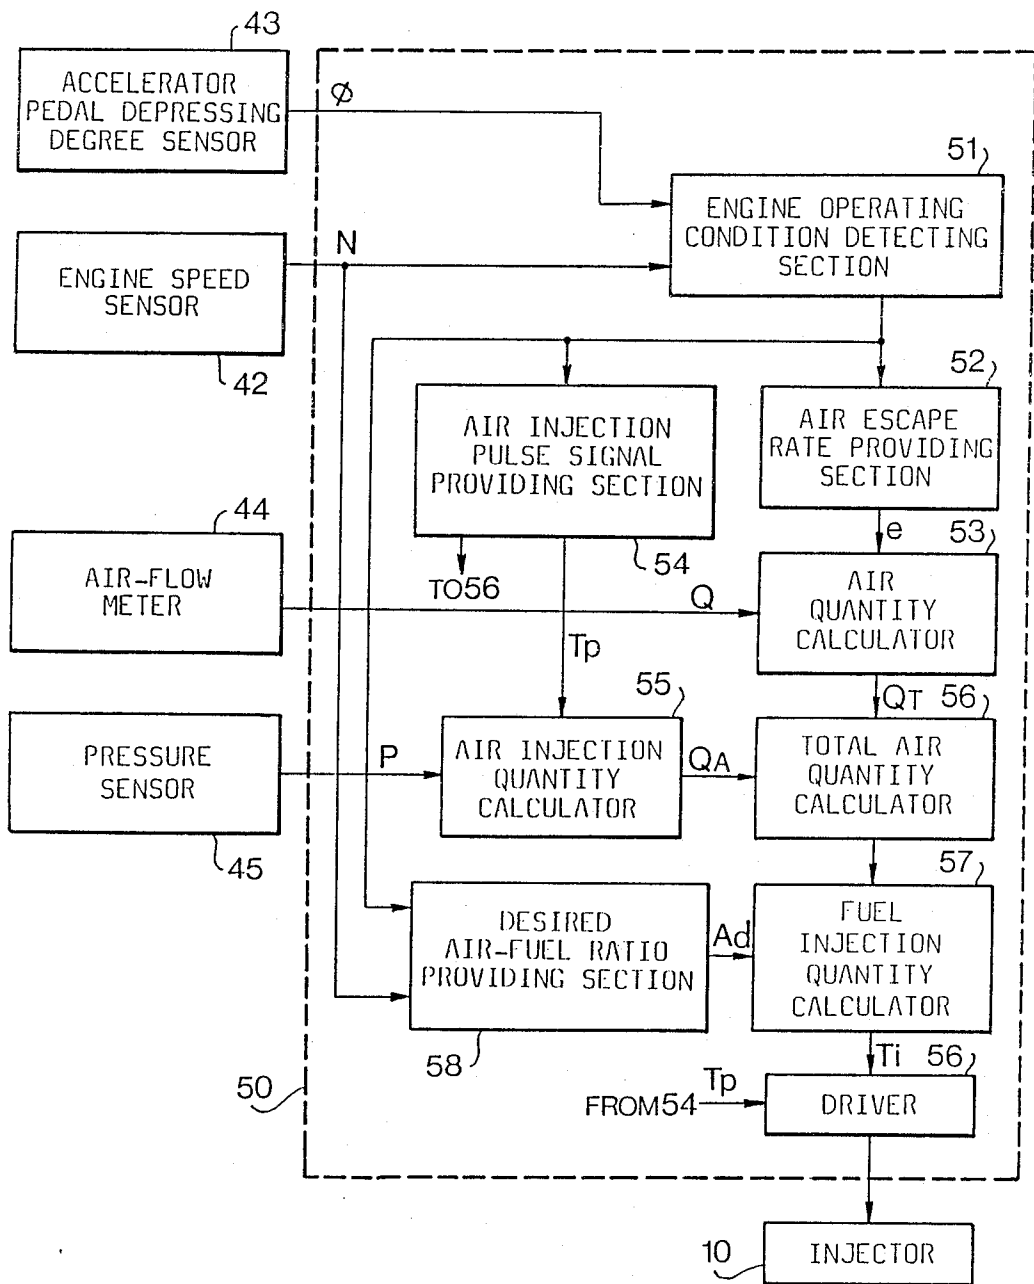 43
ACCELERATOR
PEDAL DEPRESSING
DEGREE SENSOR
φ
51
ENGINE OPERATING
CONDITION DETECTING
SECTION
N
ENGINE SPEED
SENSOR
42
52
AIR INJECTION
PULSE SIGNAL
PROVIDING SECTION
AIR ESCAPE
RATE PROVIDING
SECTION
44
e
53
54
TO56
AIR-FLOW
METER
Q
AIR
QUANTITY
CALCULATOR
Tp
55
QT
56
PRESSURE
SENSOR
P
AIR INJECTION
QUANTITY
CALCULATOR
QA
TOTAL AIR
QUANTITY
CALCULATOR
45
57
DESIRED
AIR-FUEL RATIO
PROVIDING SECTION
Ad
FUEL
INJECTION
QUANTITY
CALCULATOR
58
Ti
56
50
Tp
FROM54
DRIVER
10
INJECTOR